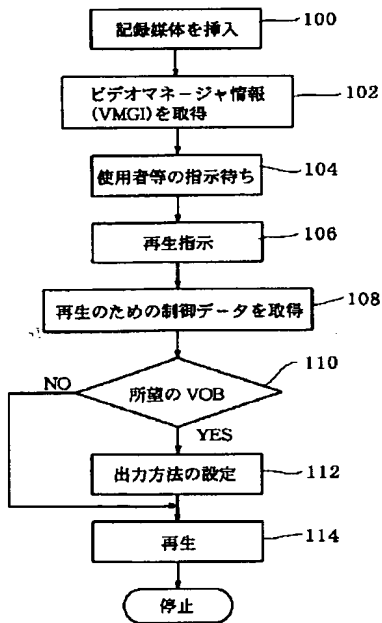 記録媒体を挿入 100
ビデオマネージャ情報 102
(VMGI)を取得
使用者等の指示待ち 104
再生指示 106
再生のための制御データを取得 108
所望の VOB 110
NO
YES
出力方法の設定 112
再生 114
停止